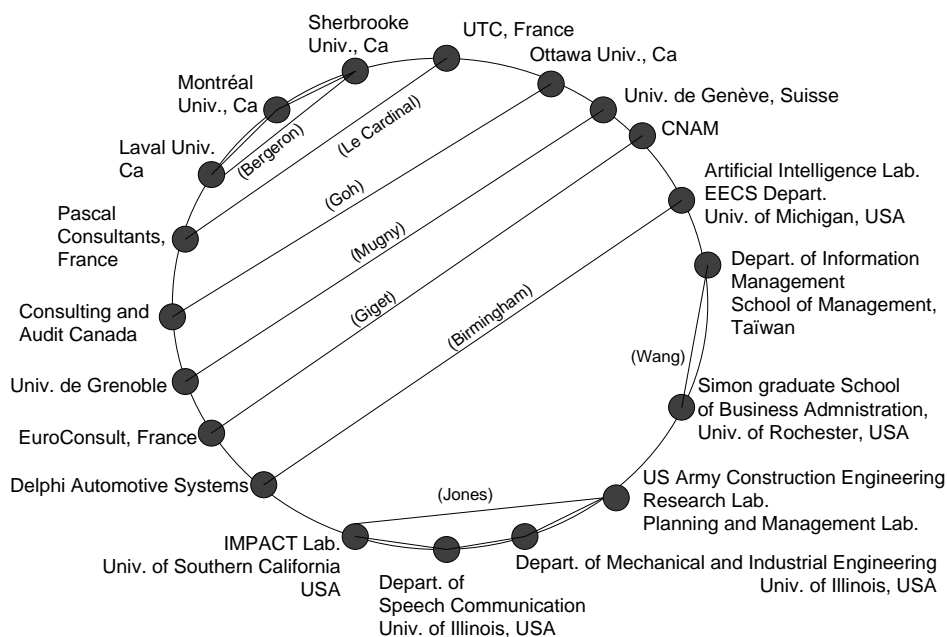 Sherbrooke
Univ., Ca
UTC, France
Ottawa Univ., Ca
Montréal
Univ., Ca
Univ. de Genève, Suisse
CNAM
Laval Univ.
Ca
(Bergeron)
(Le Cardinal)
Artificial Intelligence Lab.
EECS Depart.
Univ. of Michigan, USA
(Goh)
Pascal
Consultants,
France
(Mugny)
Depart. of Information
Management
School of Management,
Taïwan
(Giget)
(Birmingham)
Consulting and
Audit Canada
(Wang)
Univ. de Grenoble
Simon graduate School
of Business Admnistration,
Univ. of Rochester, USA
EuroConsult, France
Delphi Automotive Systems
(Jones)
US Army Construction Engineering
Research Lab.
Planning and Management Lab.
IMPACT Lab.
Univ. of Southern California
USA
Depart. of Mechanical and Industrial Engineering
Univ. of Illinois, USA
Depart. of
Speech Communication
Univ. of Illinois, USA